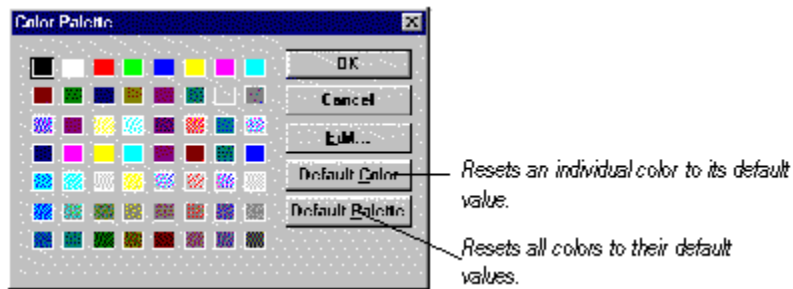 Color Palette
OK
Cancel
Edit...
Default Color
Default Palette
Resets an individual color to its default
value.
Resets all colors to their default
values.